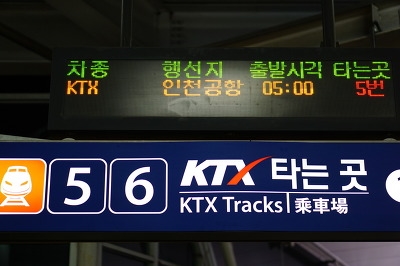 차종 행선지 출발시각 타는곳
KTX 인천공항 05:00 5번
5 6 KTX 타는 곳
KTX Tracks 乘車場